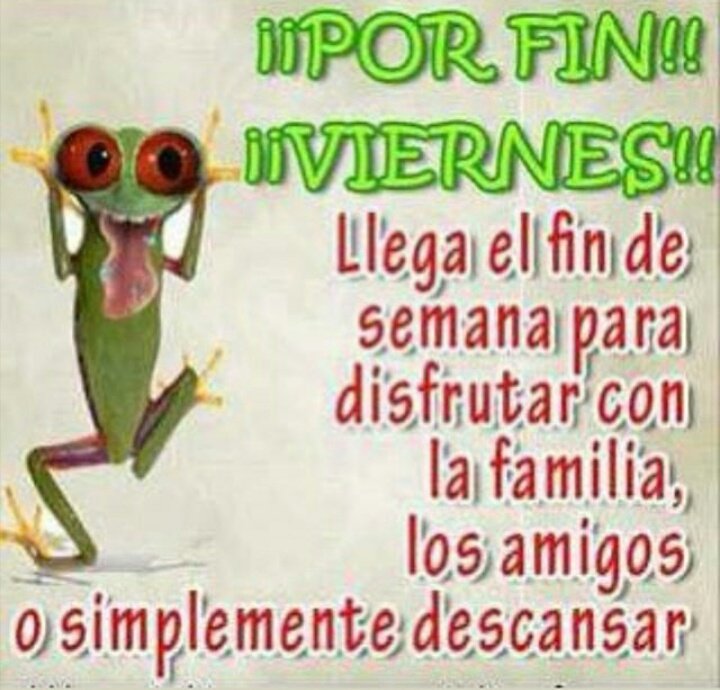 ¡¡POR FIN!!
¡¡VIERNES!!
Llega el fin de
semana para
disfrutar con
la familia,
los amigos
o simplemente descansar